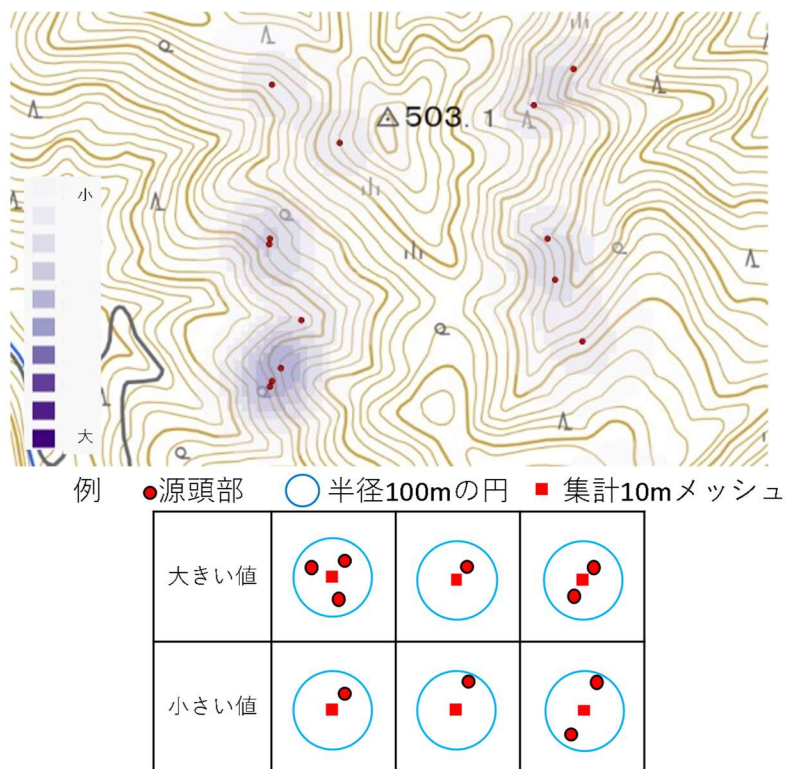 503.1
小
大
例 源頭部 半径100mの円 集計10mメッシュ
大きい値
小さい値